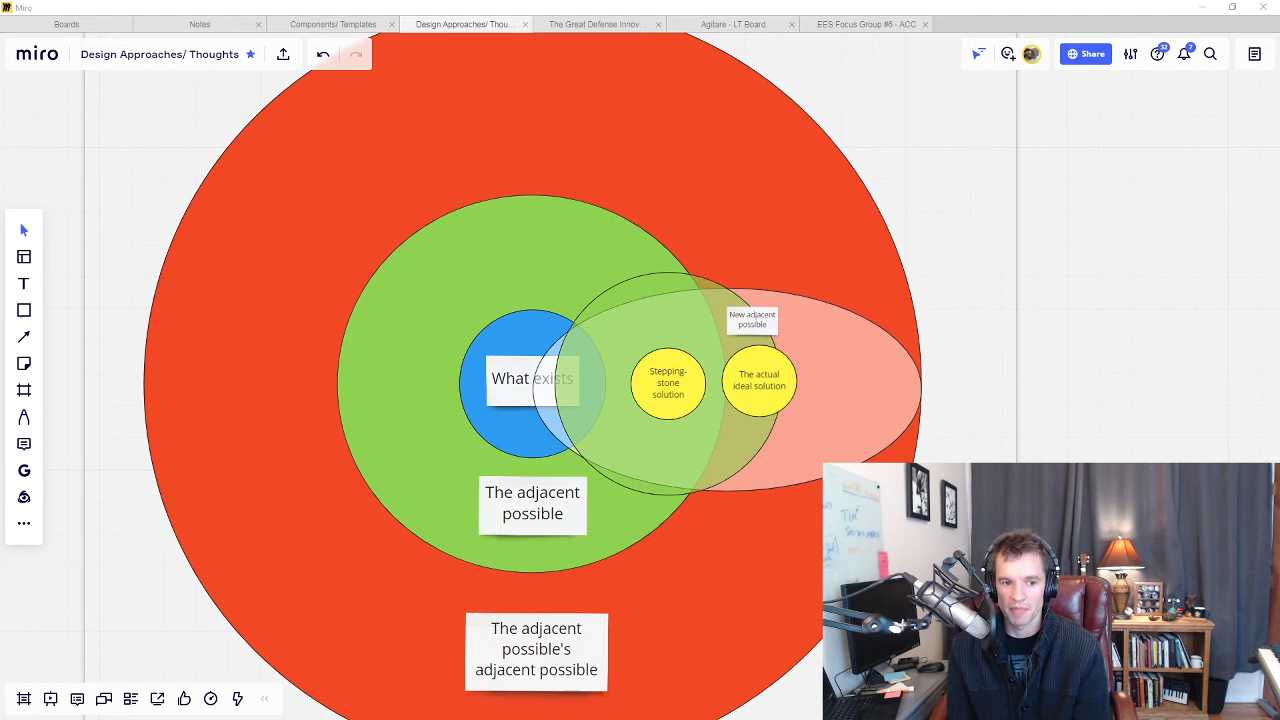 Miro
Boards
Notes
Components/ Templates
Design Approaches/ Thou...
The Great Defense Innov...
Agitare - LT Board
EES Focus Group #6 - ACC
miro
Design Approaches/ Thoughts
32
7
Share
New adjacent
possible
What exists
Stepping-
stone
solution
The actual
ideal solution
The adjacent
possible
The adjacent
possible's
adjacent possible